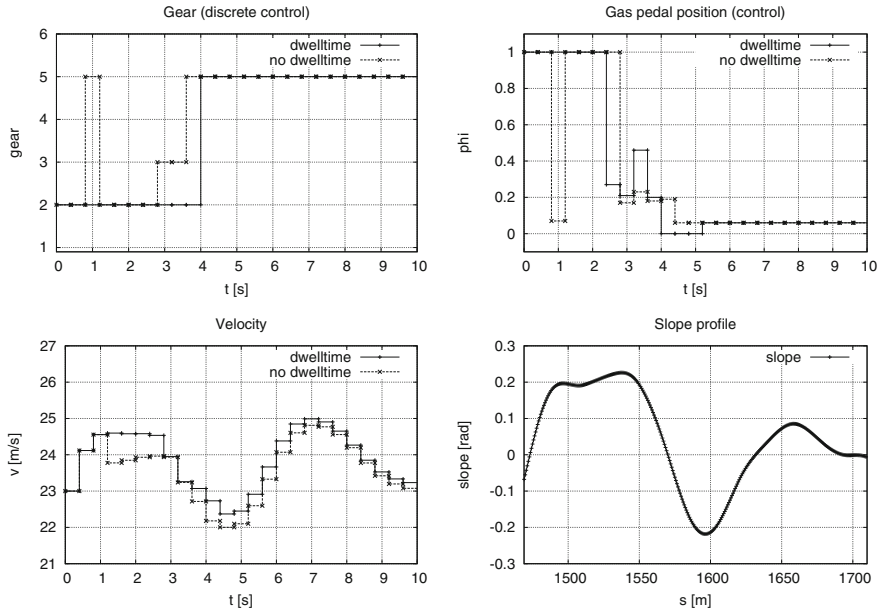 Gear (discrete control)
6
5
4
3
2
1
gear
dwelltime
no dwelltime
0 1 2 3 4 5 6 7 8 9 10
t [s]
Gas pedal position (control)
1
0.8
0.6
0.4
0.2
0
phi
dwelltime
no dwelltime
0 1 2 3 4 5 6 7 8 9 10
t [s]
Velocity
27
26
25
24
23
22
21
v [m/s]
dwelltime
no dwelltime
0 1 2 3 4 5 6 7 8 9 10
t [s]
Slope profile
0.3
0.2
0.1
0
-0.1
-0.2
-0.3
slope [rad]
slope
1500 1550 1600 1650 1700
s [m]